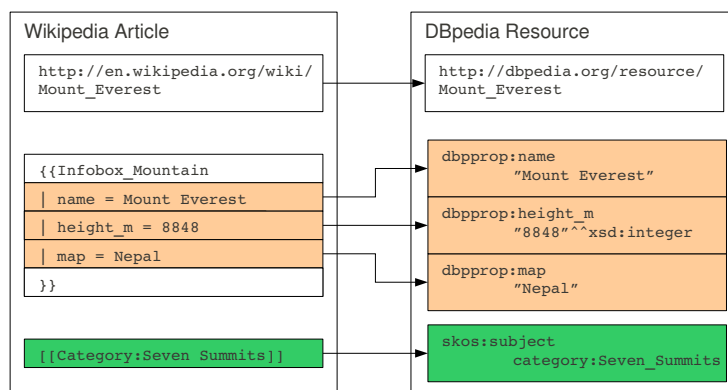 Wikipedia Article
http://en.wikipedia.org/wiki/
Mount_Everest
{{Infobox_Mountain
| name = Mount Everest
| height_m = 8848
| map = Nepal
}}
[[Category:Seven Summits]]
DBpedia Resource
http://dbpedia.org/resource/
Mount_Everest
dbpprop:name
”Mount Everest”
dbpprop:height_m
”8848”^^xsd:integer
dbpprop:map
”Nepal”
skos:subject
category:Seven_Summits